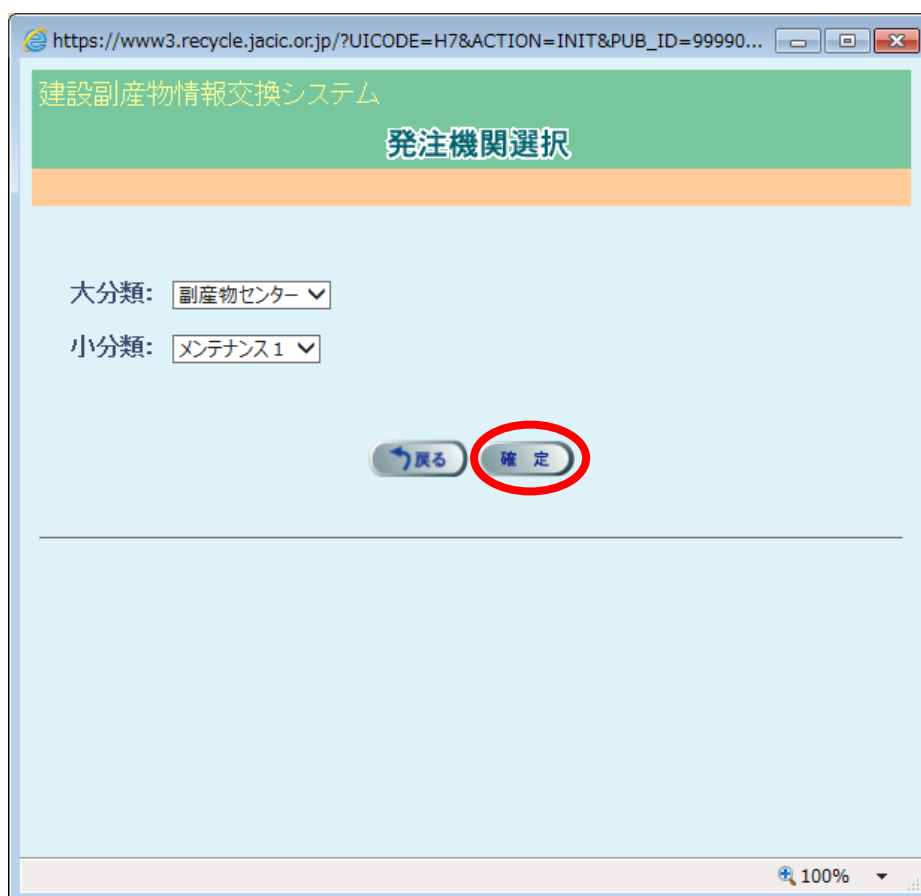 https://www3.recycle.jacic.or.jp/?UICODE=H7&ACTION=INIT&PUB_ID=99990...
建設副産物情報交換システム
発注機関選択
大分類: 副産物センター
小分類: メンテナンス1
戻る 確 定
100%